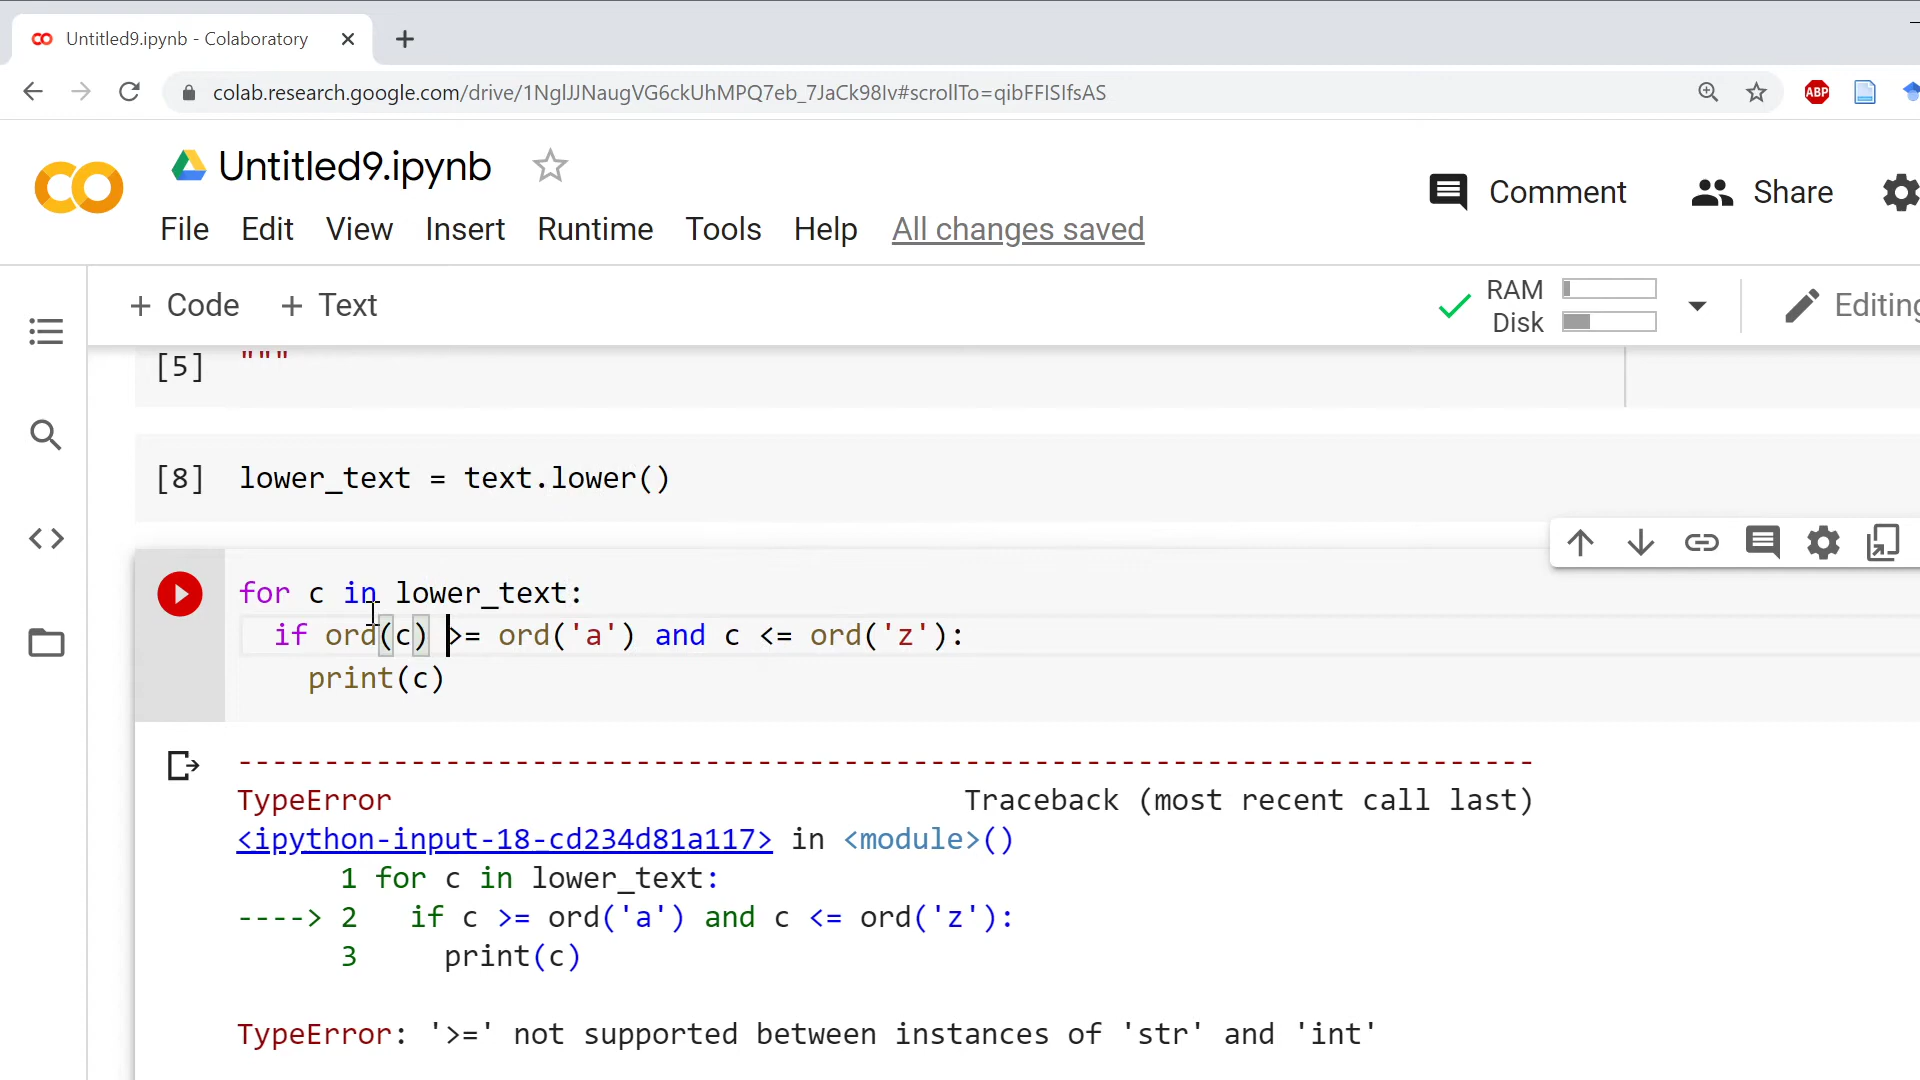 Untitled9.ipynb - Colaboratory
colab.research.google.com/drive/1NglJJNaugVG6ckUhMPQ7eb_7JaCk98Iv#scrollTo=qibFFISIfsAS
ABP
Untitled9.ipynb
Comment
Share
File Edit View Insert Runtime Tools Help All changes saved
+ Code + Text
RAM
Disk
Editing
[5] """
[8] lower_text = text.lower()
for c in lower_text:
if ord(c) >= ord('a') and c <= ord('z'):
print(c)
---------------------------------------------------------------------------
TypeError Traceback (most recent call last)
<ipython-input-18-cd234d81a117> in <module>()
1 for c in lower_text:
----> 2 if c >= ord('a') and c <= ord('z'):
3 print(c)
TypeError: '>=' not supported between instances of 'str' and 'int'